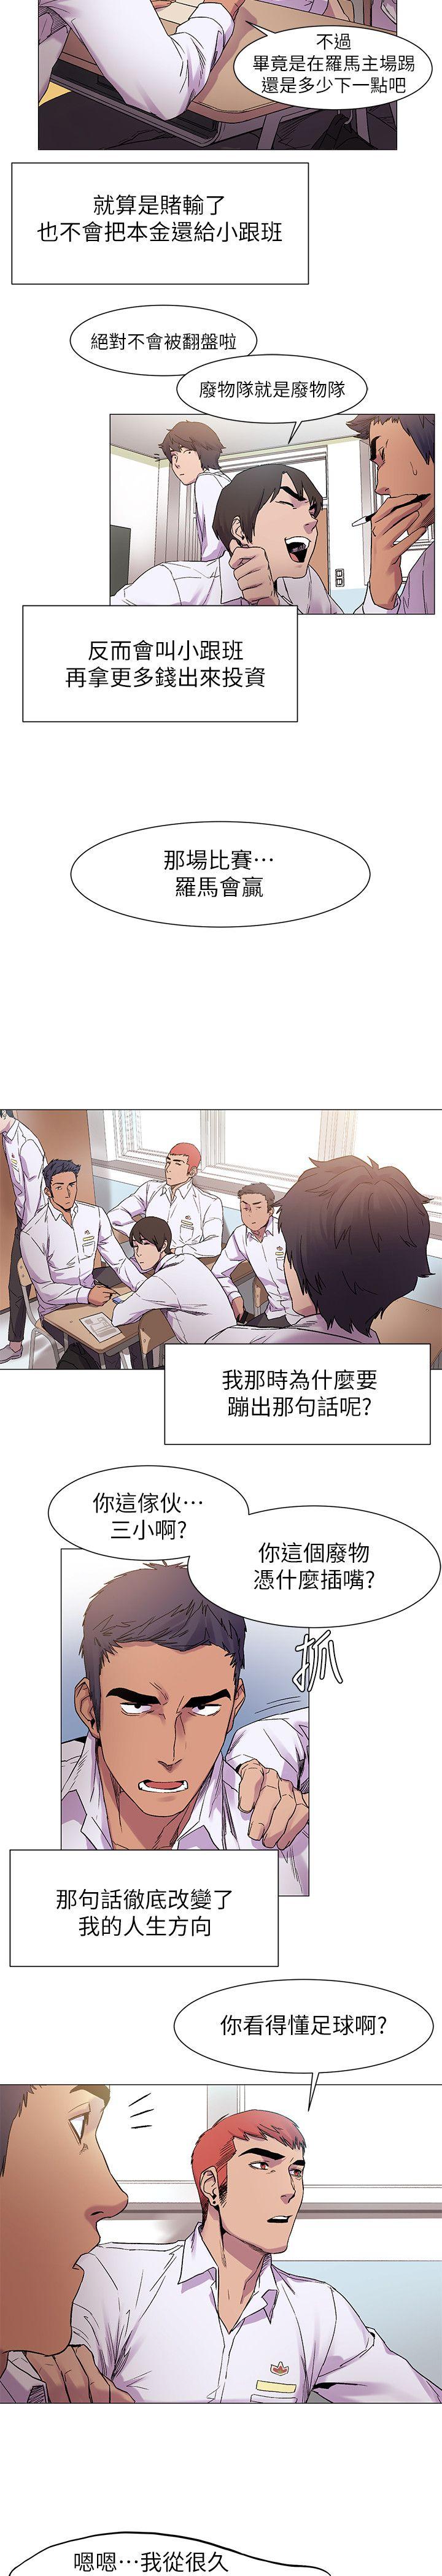 不過
畢竟是在羅馬主場踢
還是多少下一點吧
就算是賭輸了
也不會把本金還給小跟班
絕對不會被翻盤啦
廢物隊就是廢物隊
反而會叫小跟班
再拿更多錢出來投資
那場比賽…
羅馬會贏
我那時為什麼要
蹦出那句話呢?
你這傢伙…
三小啊?
你這個廢物
憑什麼插嘴?
抓
那句話徹底改變了
我的人生方向
你看得懂足球啊?
嗯嗯…我從很久